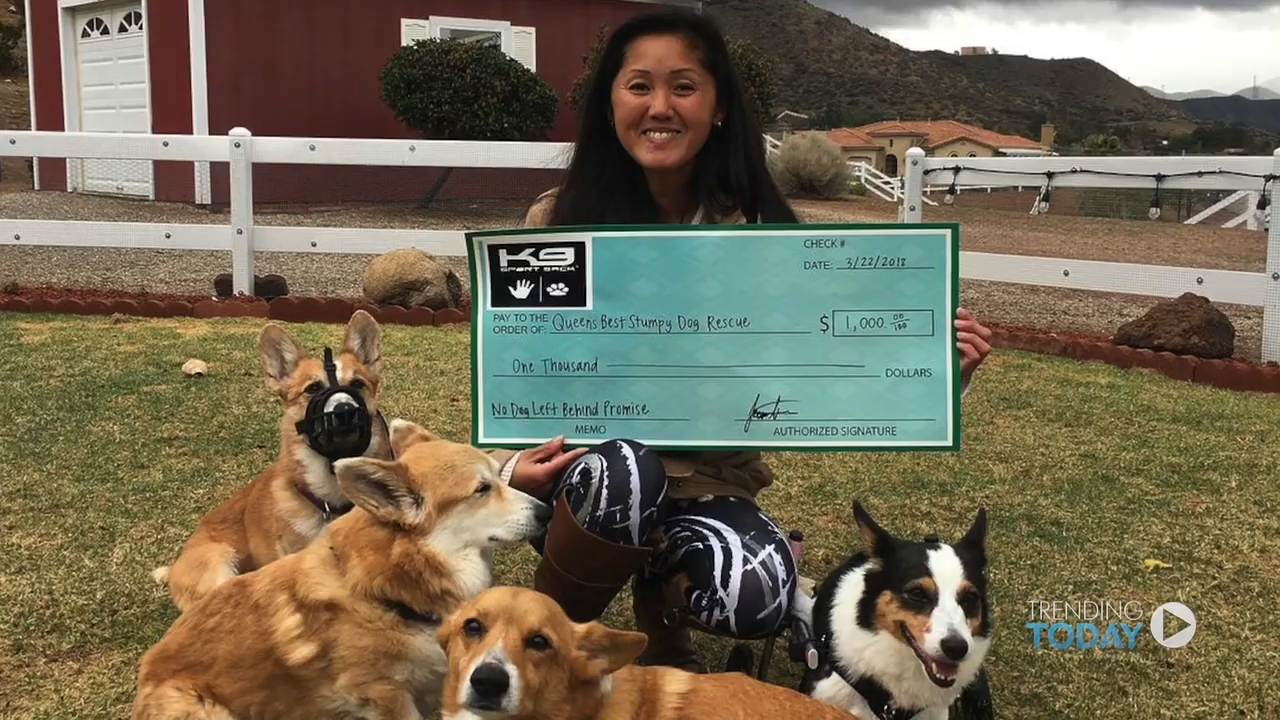 K9
SPORT SACK
CHECK #
DATE: 3/22/2018
PAY TO THE
ORDER OF: Queens Best Stumpy Dog Rescue $ 1,000. 00/100
One Thousand DOLLARS
No Dog Left Behind Promise
MEMO AUTHORIZED SIGNATURE
TRENDING
TODAY